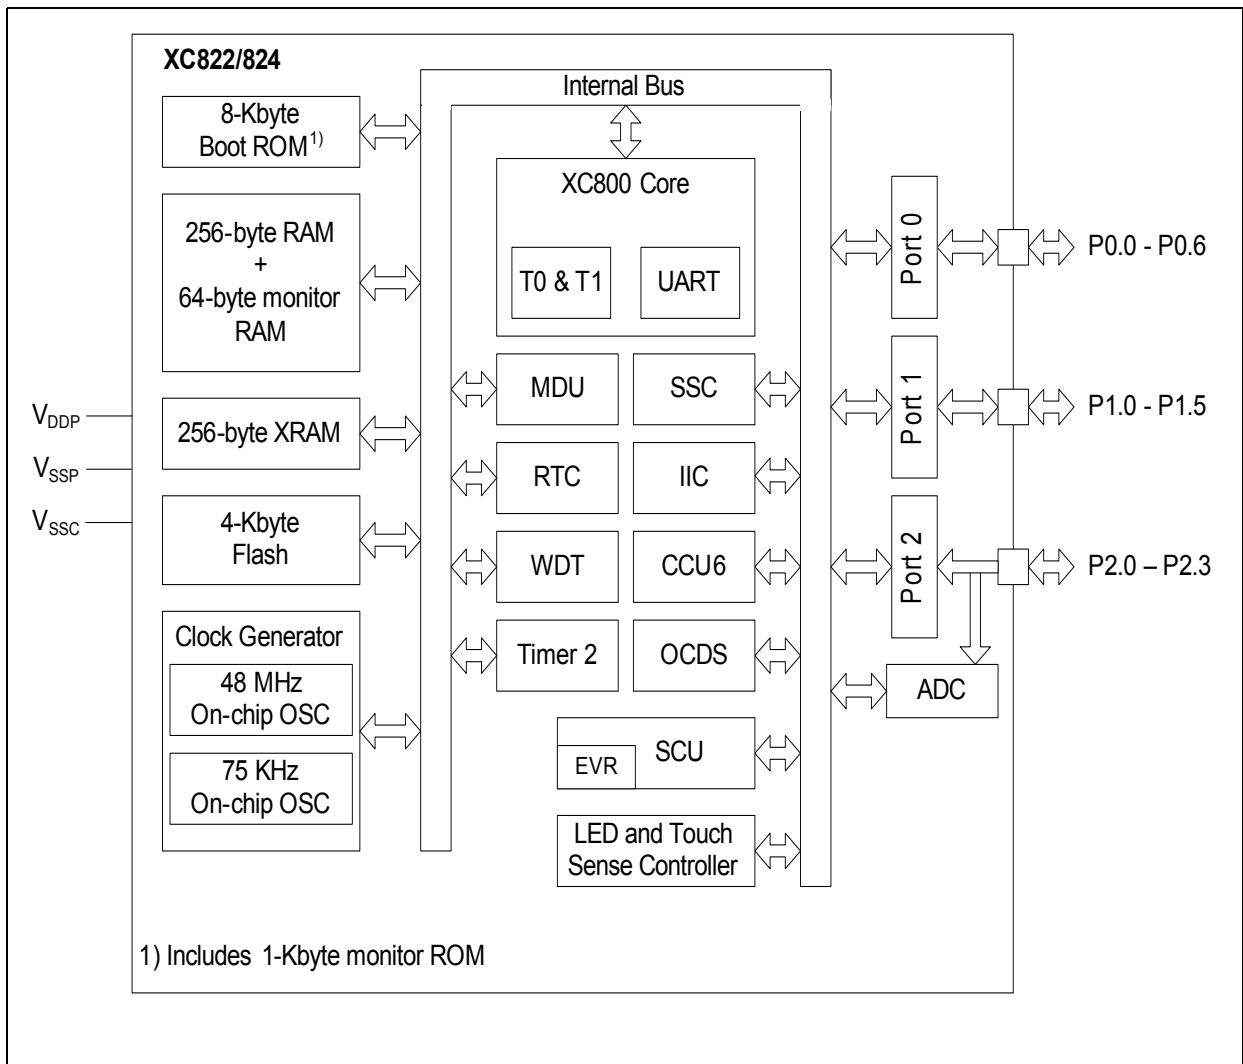 XC822/824
Internal Bus
8-Kbyte
Boot ROM1)
XC800 Core
T0 & T1
UART
256-byte RAM
+
64-byte monitor
RAM
256-byte XRAM
4-Kbyte
Flash
Clock Generator
48 MHz
On-chip OSC
75 KHz
On-chip OSC
VDDP
VSSP
VSSC
MDU
SSC
RTC
IIC
WDT
CCU6
Timer 2
OCDS
SCU
EVR
LED and Touch
Sense Controller
Port 0
P0.0 - P0.6
Port 1
P1.0 - P1.5
Port 2
P2.0 – P2.3
ADC
1) Includes 1-Kbyte monitor ROM